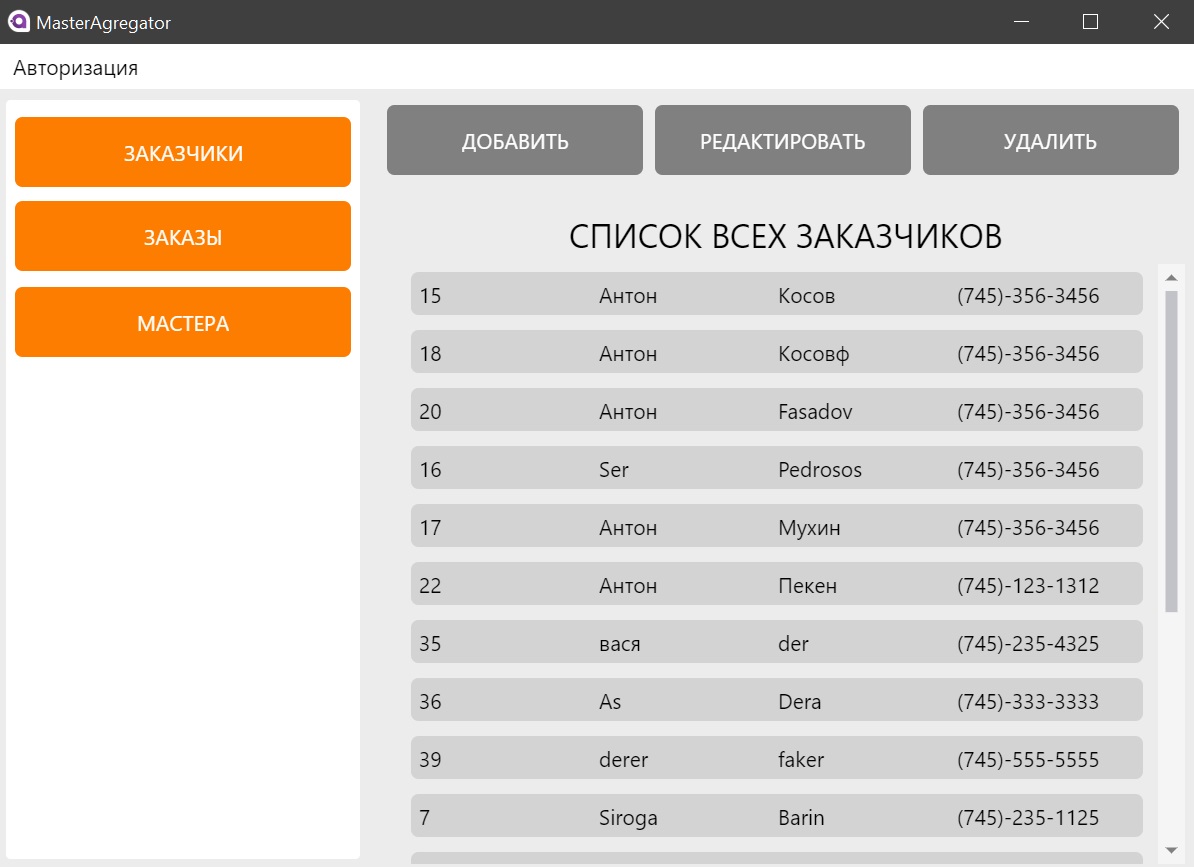 MasterAgregator
Авторизация
ЗАКАЗЧИКИ
ЗАКАЗЫ
МАСТЕРА
ДОБАВИТЬ РЕДАКТИРОВАТЬ УДАЛИТЬ
СПИСОК ВСЕХ ЗАКАЗЧИКОВ
15 Антон Косов (745)-356-3456
18 Антон Косовф (745)-356-3456
20 Антон Fasadov (745)-356-3456
16 Ser Pedrosos (745)-356-3456
17 Антон Мухин (745)-356-3456
22 Антон Пекен (745)-123-1312
35 вася der (745)-235-4325
36 As Dera (745)-333-3333
39 derer faker (745)-555-5555
7 Siroga Barin (745)-235-1125